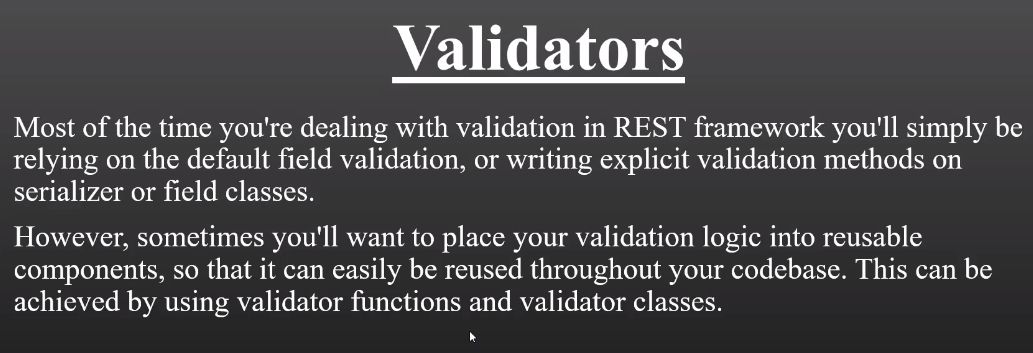 Validators
Most of the time you're dealing with validation in REST framework you'll simply be
relying on the default field validation, or writing explicit validation methods on
serializer or field classes.
However, sometimes you'll want to place your validation logic into reusable
components, so that it can easily be reused throughout your codebase. This can be
achieved by using validator functions and validator classes.